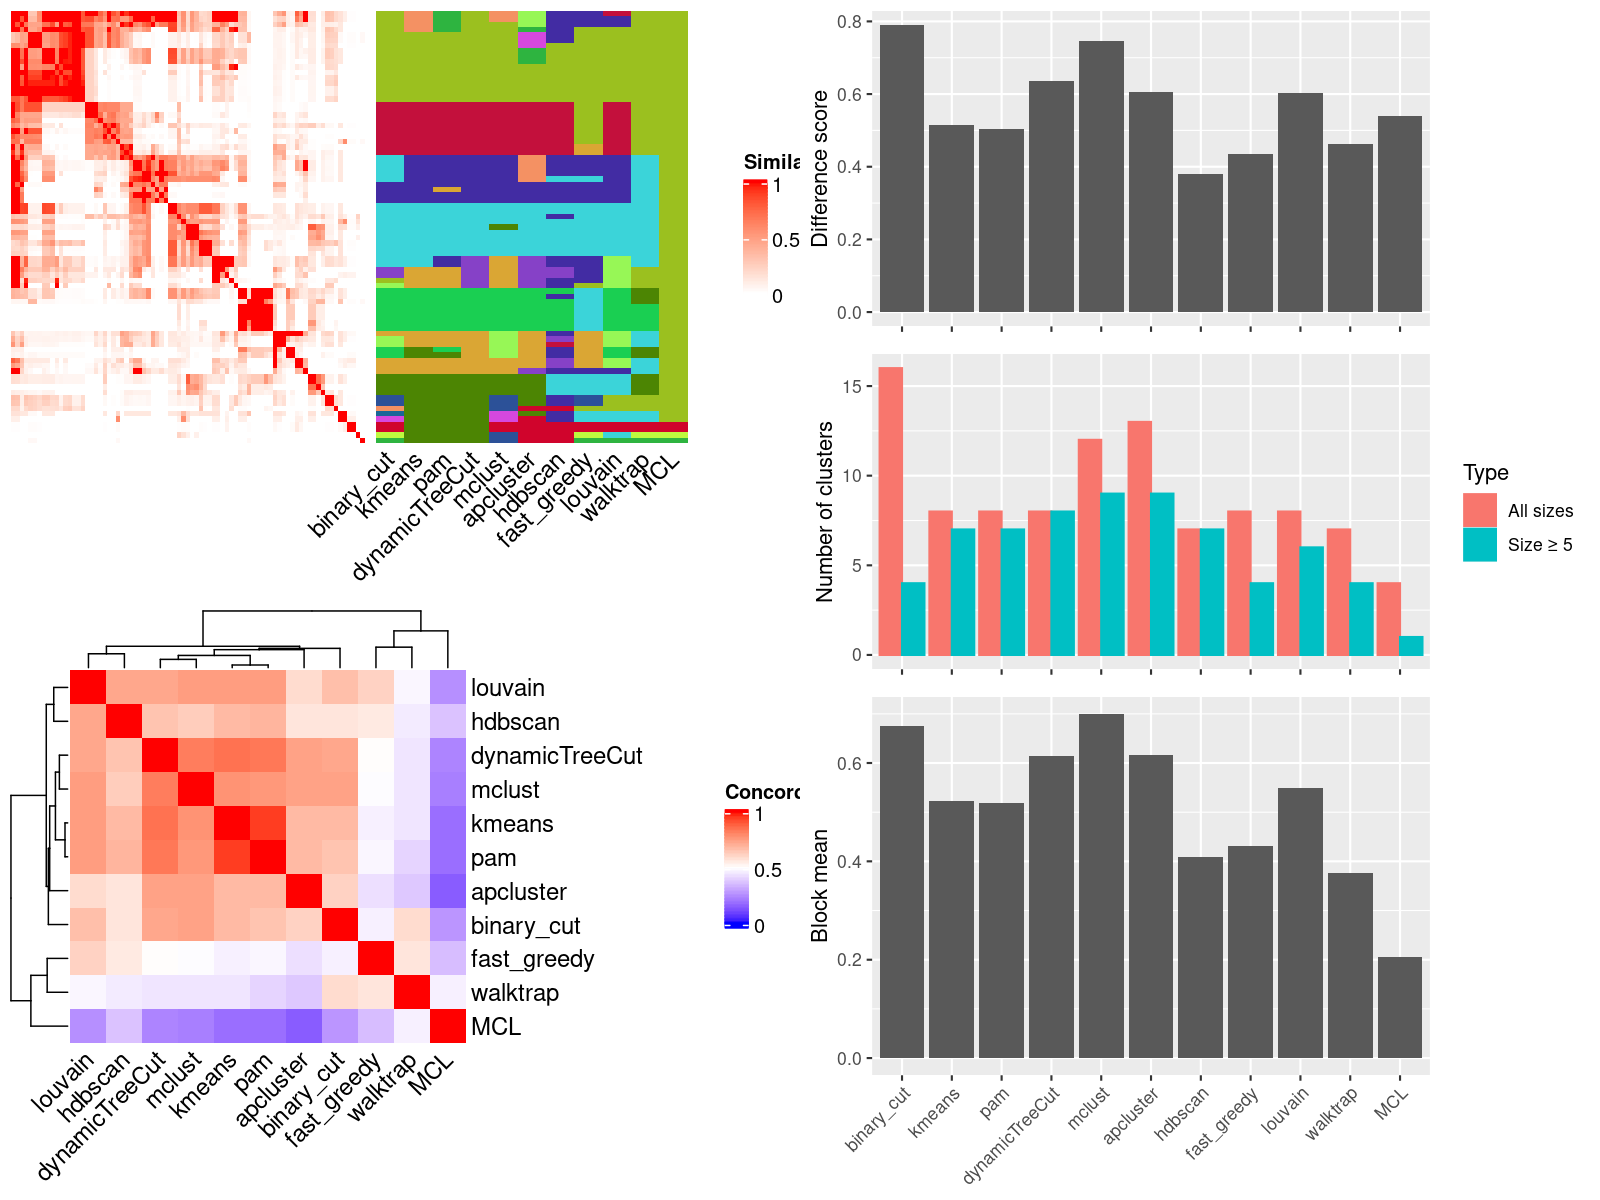 Simila
1
0.5
0
binary_cut
kmeans
pam
dynamicTreeCut
mclust
apcluster
hdbscan
fast_greedy
louvain
walktrap
MCL
louvain
hdbscan
dynamicTreeCut
mclust
kmeans
pam
apcluster
binary_cut
fast_greedy
walktrap
MCL
louvain
hdbscan
dynamicTreeCut
mclust
kmeans
pam
apcluster
binary_cut
fast_greedy
walktrap
MCL
Concord
1
0.5
0
Difference score
0.8
0.6
0.4
0.2
0.0
Number of clusters
15
10
5
0
Type
All sizes
Size ≥ 5
Block mean
0.6
0.4
0.2
0.0
binary_cut
kmeans
pam
dynamicTreeCut
mclust
apcluster
hdbscan
fast_greedy
louvain
walktrap
MCL